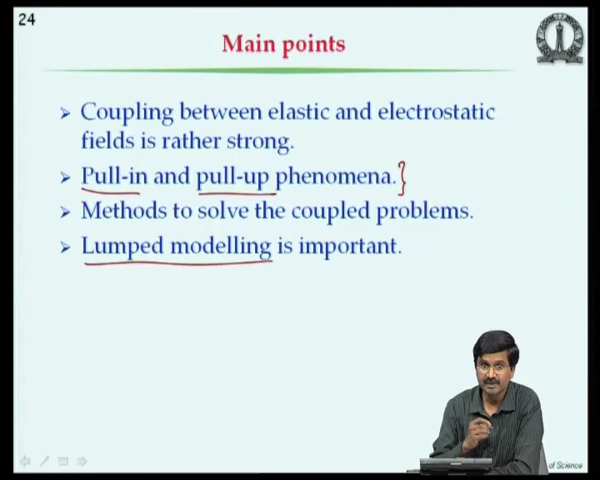 24
Main points
➢ Coupling between elastic and electrostatic
fields is rather strong.
➢ Pull-in and pull-up phenomena.
➢ Methods to solve the coupled problems.
➢ Lumped modelling is important.
of Science